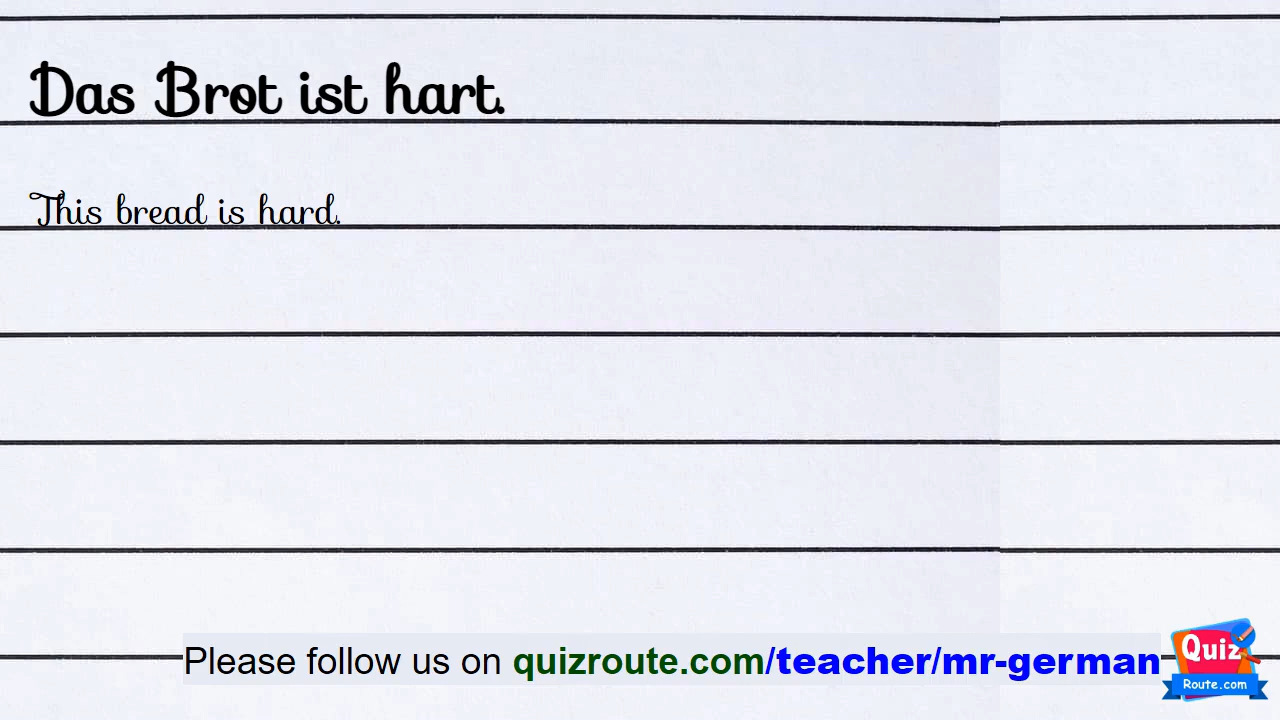 Das Brot ist hart.
This bread is hard.
Please follow us on quizroute.com/teacher/mr-german
Quiz
Route.com